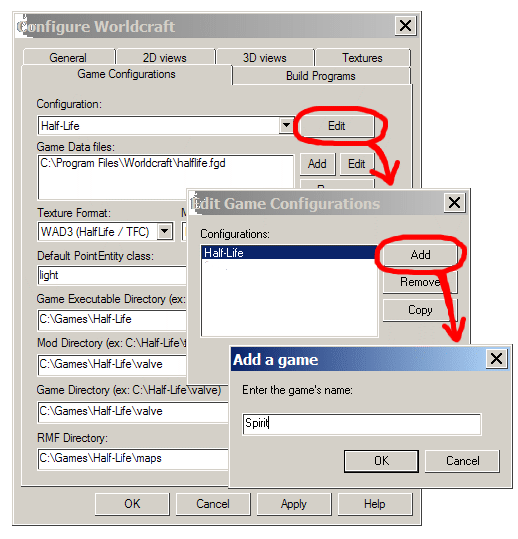 Configure Worldcraft
General
2D views
3D views
Textures
Game Configurations
Build Programs
Configuration:
Half-Life
Edit
Game Data files:
C:\Program Files\Worldcraft\halflife.fgd
Add
Edit
Edit Game Configurations
Configurations:
Half-Life
Add
Remove
Copy
Texture Format:
WAD3 (HalfLife / TFC)
Default PointEntity class:
light
Game Executable Directory (ex:
C:\Games\Half-Life
Mod Directory (ex: C:\Half-Life\
C:\Games\Half-Life\valve
Game Directory (ex: C:\Half-Life\valve)
C:\Games\Half-Life\valve
RMF Directory:
C:\Games\Half-Life\maps
Add a game
Enter the game's name:
Spirit
OK
Cancel
OK
Cancel
Apply
Help